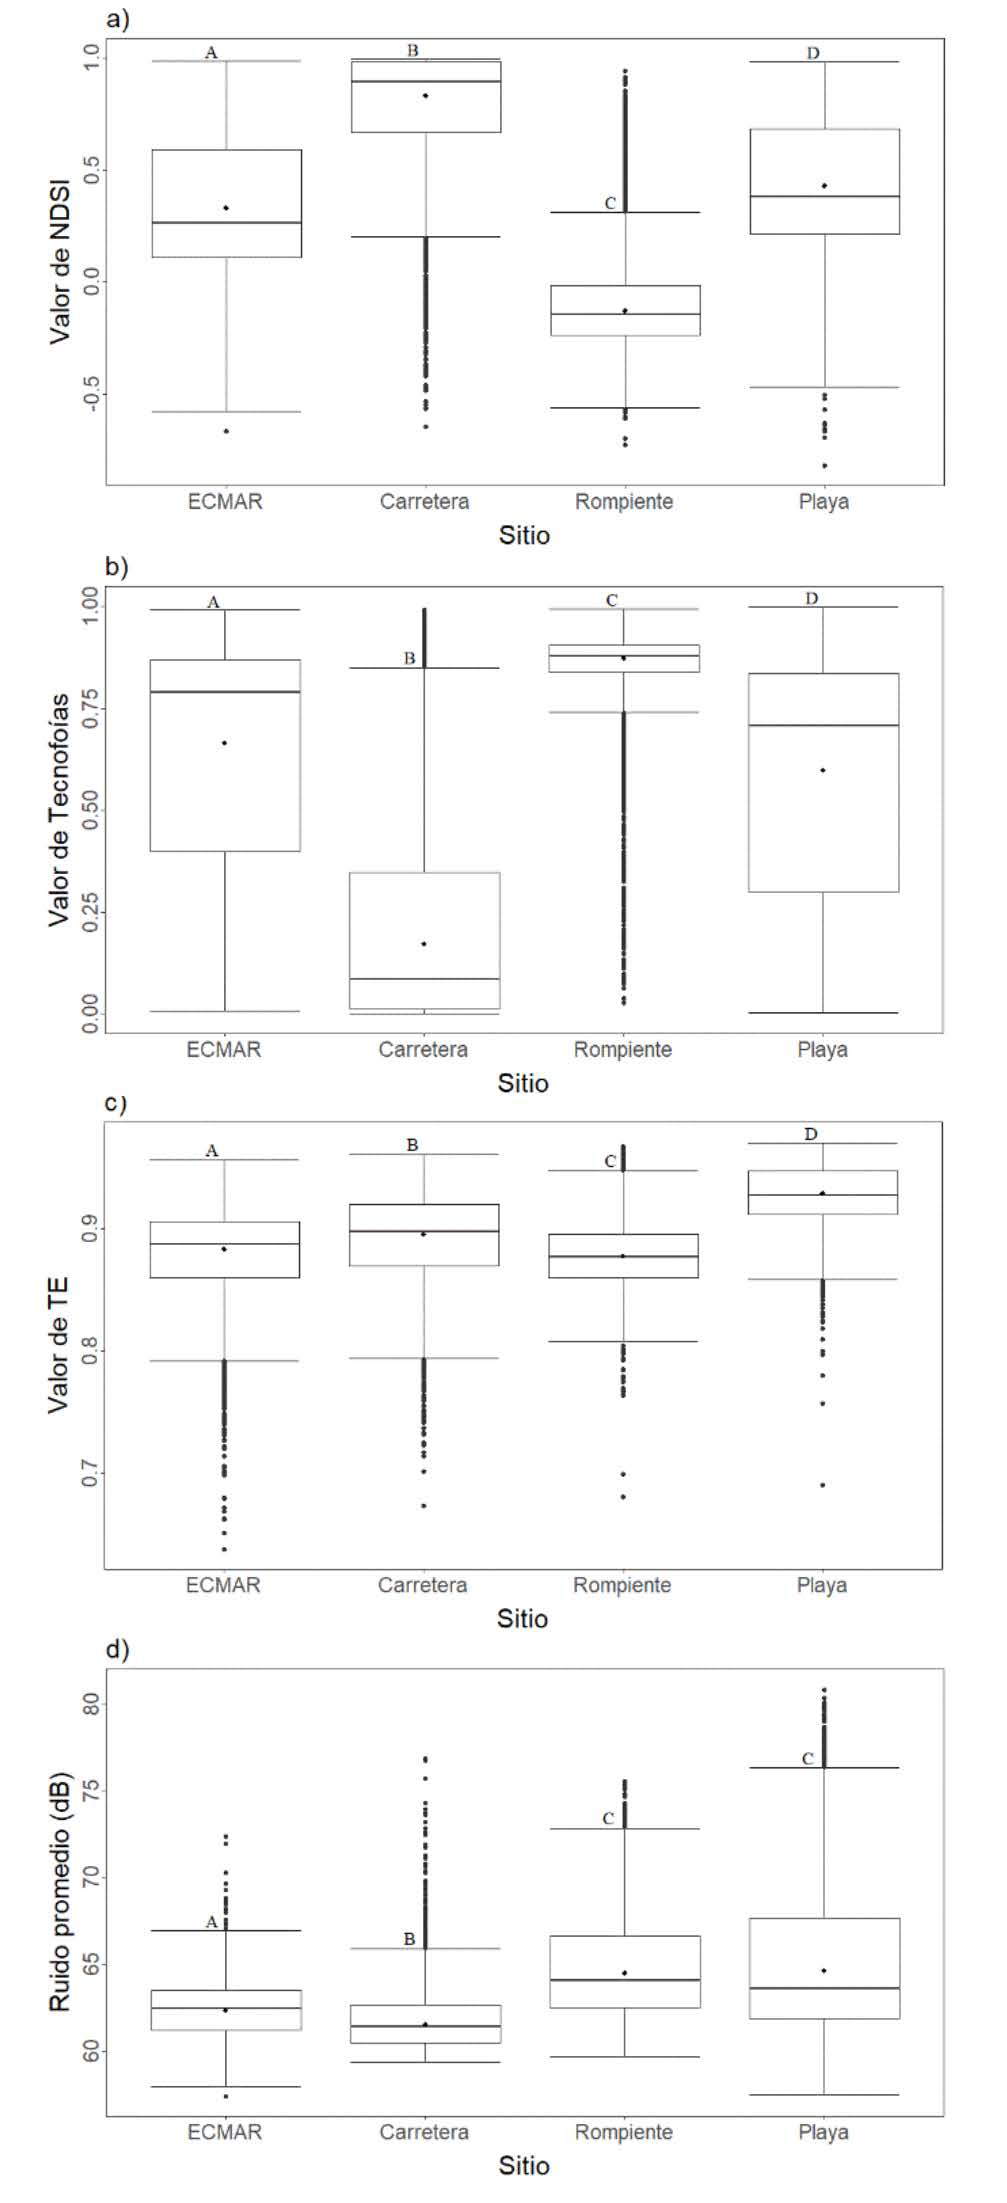 a)
Valor de NDSI
1.0
0.5
0.0
-0.5
A
B
C
D
ECMAR Carretera Rompiente Playa
Sitio
b)
Valor de Tecnofoías
1.00
0.75
0.50
0.25
0.00
A
B
C
D
ECMAR Carretera Rompiente Playa
Sitio
c)
Valor de TE
0.9
0.8
0.7
A
B
C
D
ECMAR Carretera Rompiente Playa
Sitio
d)
Ruido promedio (dB)
80
75
70
65
60
A
B
C
C
ECMAR Carretera Rompiente Playa
Sitio